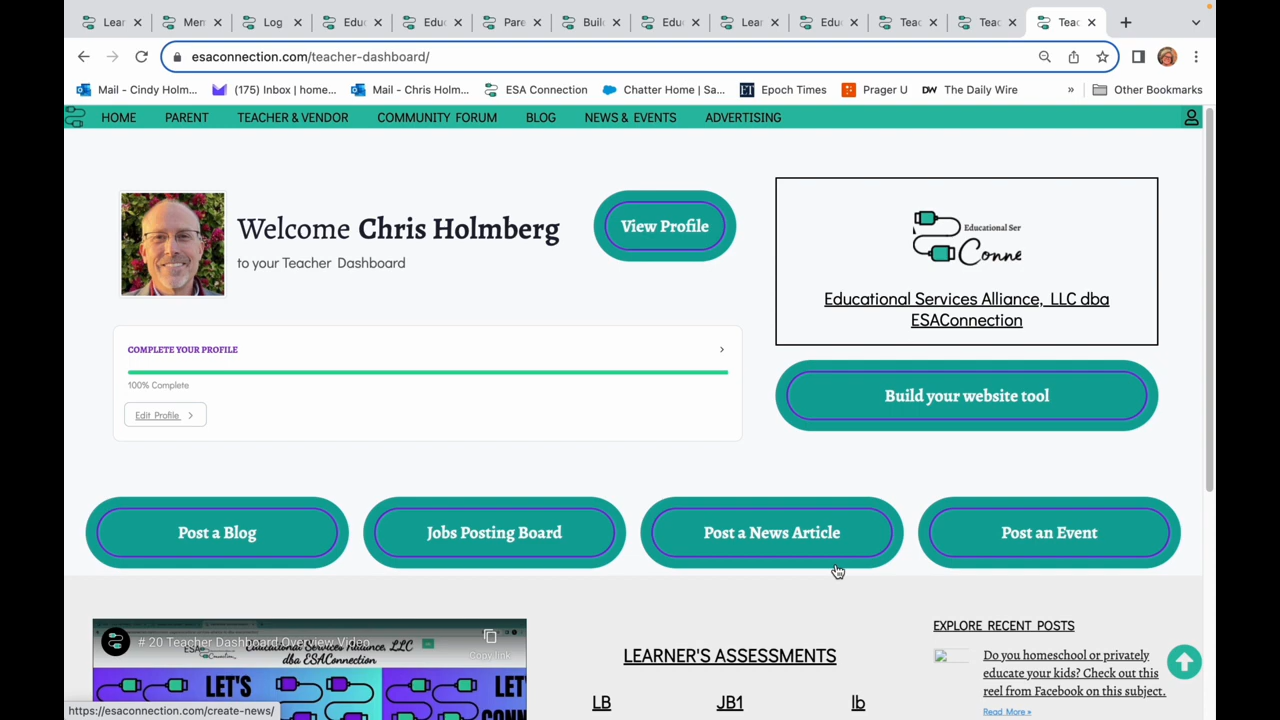 Lear
Mem
Log
Educ
Educ
Pare
Builc
Educ
Lear
Educ
Teac
Teac
Teac
esaconnection.com/teacher-dashboard/
Mail - Cindy Holm...
(175) Inbox | home...
Mail - Chris Holm...
ESA Connection
Chatter Home | Sa...
ET Epoch Times
Prager U
DW The Daily Wire
»
Other Bookmarks
HOME
PARENT
TEACHER & VENDOR
COMMUNITY FORUM
BLOG
NEWS & EVENTS
ADVERTISING
Welcome Chris Holmberg
to your Teacher Dashboard
View Profile
Educational Ser
Conne
Educational Services Alliance, LLC dba
ESAConnection
COMPLETE YOUR PROFILE
100% Complete
Edit Profile
Build your website tool
Post a Blog
Jobs Posting Board
Post a News Article
Post an Event
# 20 Teacher Dashboard Overview Video
Copy link
Educational Services Alliance, LLC
dba ESAConnection
LET'S
LET
LEARNER'S ASSESSMENTS
LB
JB1
lb
EXPLORE RECENT POSTS
Do you homeschool or privately
educate your kids? Check out this
reel from Facebook on this subject.
Read More »
https://esaconnection.com/create-news/